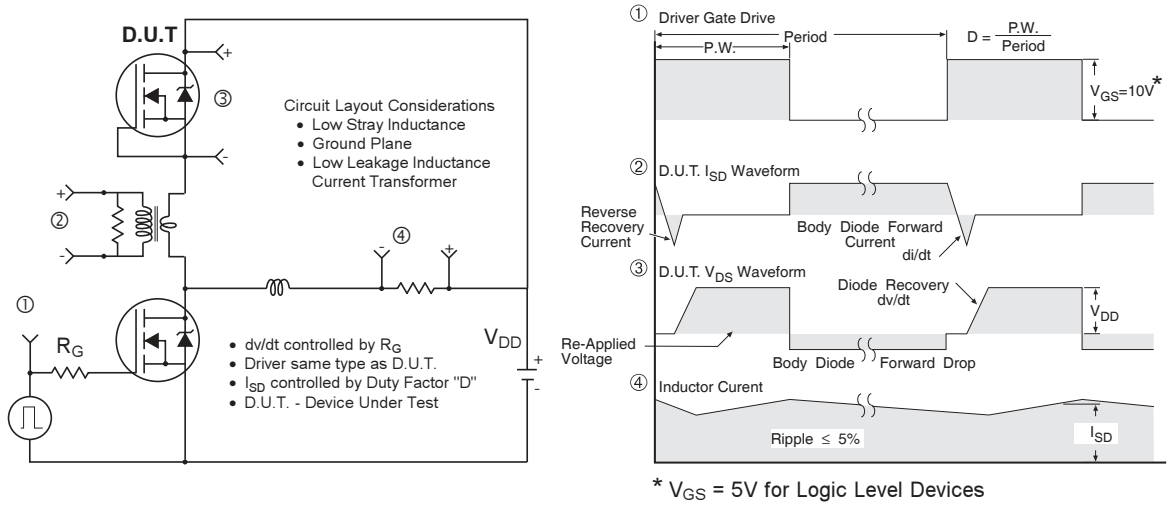 D.U.T
+
③
-
Circuit Layout Considerations
• Low Stray Inductance
• Ground Plane
• Low Leakage Inductance
Current Transformer
+
②
-
④
-
+
①
R_G
V_DD
+
-
• dv/dt controlled by R_G
• Driver same type as D.U.T.
• I_SD controlled by Duty Factor "D"
• D.U.T. - Device Under Test
① Driver Gate Drive
Period
P.W.
D = P.W. / Period
V_GS=10V*
② D.U.T. I_SD Waveform
Reverse
Recovery
Current
Body Diode Forward
Current
di/dt
③ D.U.T. V_DS Waveform
Diode Recovery
dv/dt
V_DD
Re-Applied
Voltage
Body Diode Forward Drop
④ Inductor Curent
Ripple ≤ 5%
I_SD
* V_GS = 5V for Logic Level Devices